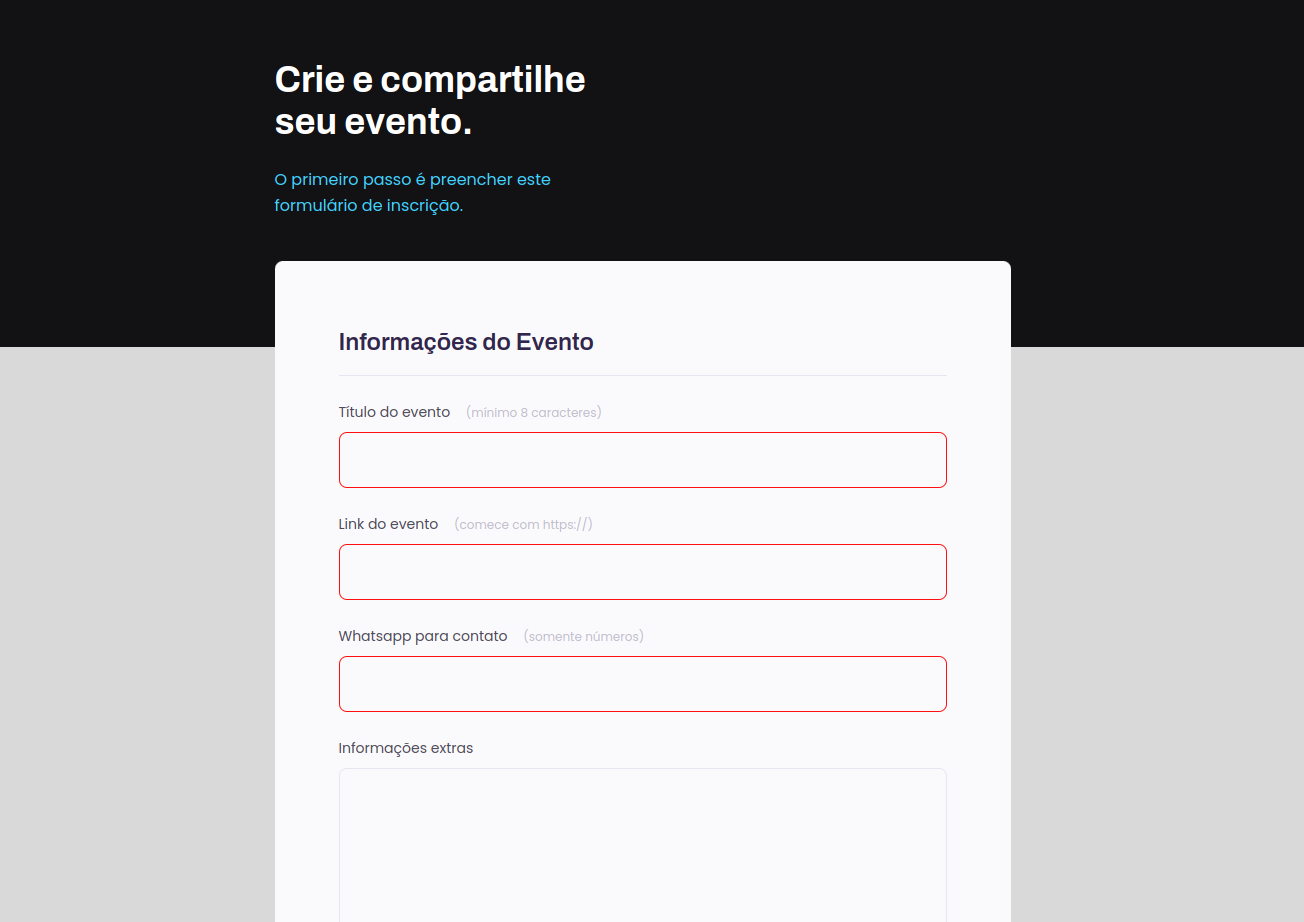 Crie e compartilhe
seu evento.
O primeiro passo é preencher este
formulário de inscrição.
Informações do Evento
Título do evento (mínimo 8 caracteres)
Link do evento (comece com https://)
Whatsapp para contato (somente números)
Informações extras